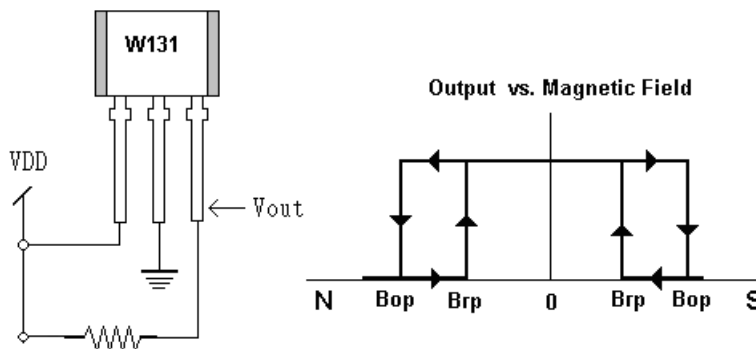 W131
VDD
Vout
Output vs. Magnetic Field
N Bop Brp 0 Brp Bop S